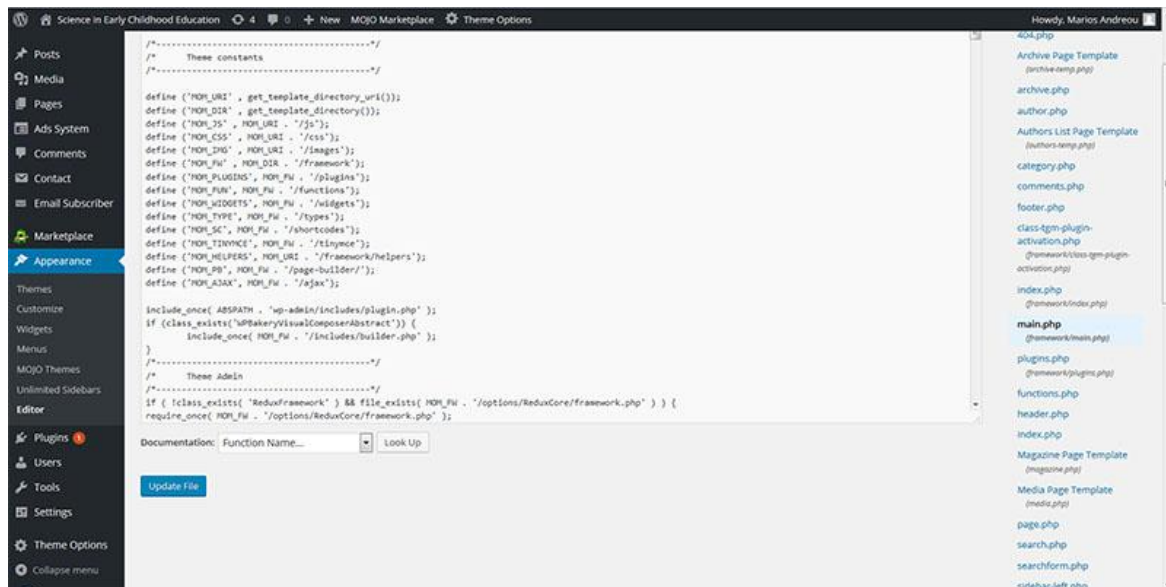 Science in Early Childhood Education 4 0 + New MOJO Marketplace Theme Options Howdy, Marios Andreou
Posts
Media
Pages
Ads System
Comments
Contact
Email Subscriber
Marketplace
Appearance
Themes
Customize
Widgets
Menus
MOJO Themes
Unlimited Sidebars
Editor
Plugins 1
Users
Tools
Settings
Theme Options
Collapse menu
/*------------------------------------------*/
/* Theme constants
/*------------------------------------------*/
define ('MOM_URI' , get_template_directory_uri());
define ('MOM_DIR' , get_template_directory());
define ('MOM_JS' , MOM_URI . '/js');
define ('MOM_CSS' , MOM_URI . '/css');
define ('MOM_IMG' , MOM_URI . '/images');
define ('MOM_FW' , MOM_DIR . '/framework');
define ('MOM_PLUGINS', MOM_FW . '/plugins');
define ('MOM_FUN', MOM_FW . '/functions');
define ('MOM_WIDGETS', MOM_FW . '/widgets');
define ('MOM_TYPE', MOM_FW . '/types');
define ('MOM_SC', MOM_FW . '/shortcodes');
define ('MOM_TINYMCE', MOM_FW . '/tinymce');
define ('MOM_HELPERS', MOM_URI . '/framework/helpers');
define ('MOM_PB', MOM_FW . '/page-builder/');
define ('MOM_AJAX', MOM_FW . '/ajax');
include_once( ABSPATH . 'wp-admin/includes/plugin.php' );
if (class_exists('WPBakeryVisualComposerAbstract')) {
include_once( MOM_FW . '/includes/builder.php' );
}
/*------------------------------------------*/
/* Theme Admin
/*------------------------------------------*/
if ( !class_exists( 'ReduxFramework' ) && file_exists( MOM_FW . '/options/ReduxCore/framework.php' ) ) {
require_once( MOM_FW . '/options/ReduxCore/framework.php' );
Documentation: Function Name... Look Up
Update File
404.php
Archive Page Template
(archive-temp.php)
archive.php
author.php
Authors List Page Template
(authors-temp.php)
category.php
comments.php
footer.php
class-tgm-plugin-
activation.php
(framework/class-tgm-plugin-
activation.php)
index.php
(framework/index.php)
main.php
(framework/main.php)
plugins.php
(framework/plugins.php)
functions.php
header.php
index.php
Magazine Page Template
(magazine.php)
Media Page Template
(media.php)
page.php
search.php
searchform.php
sidebar-left.php